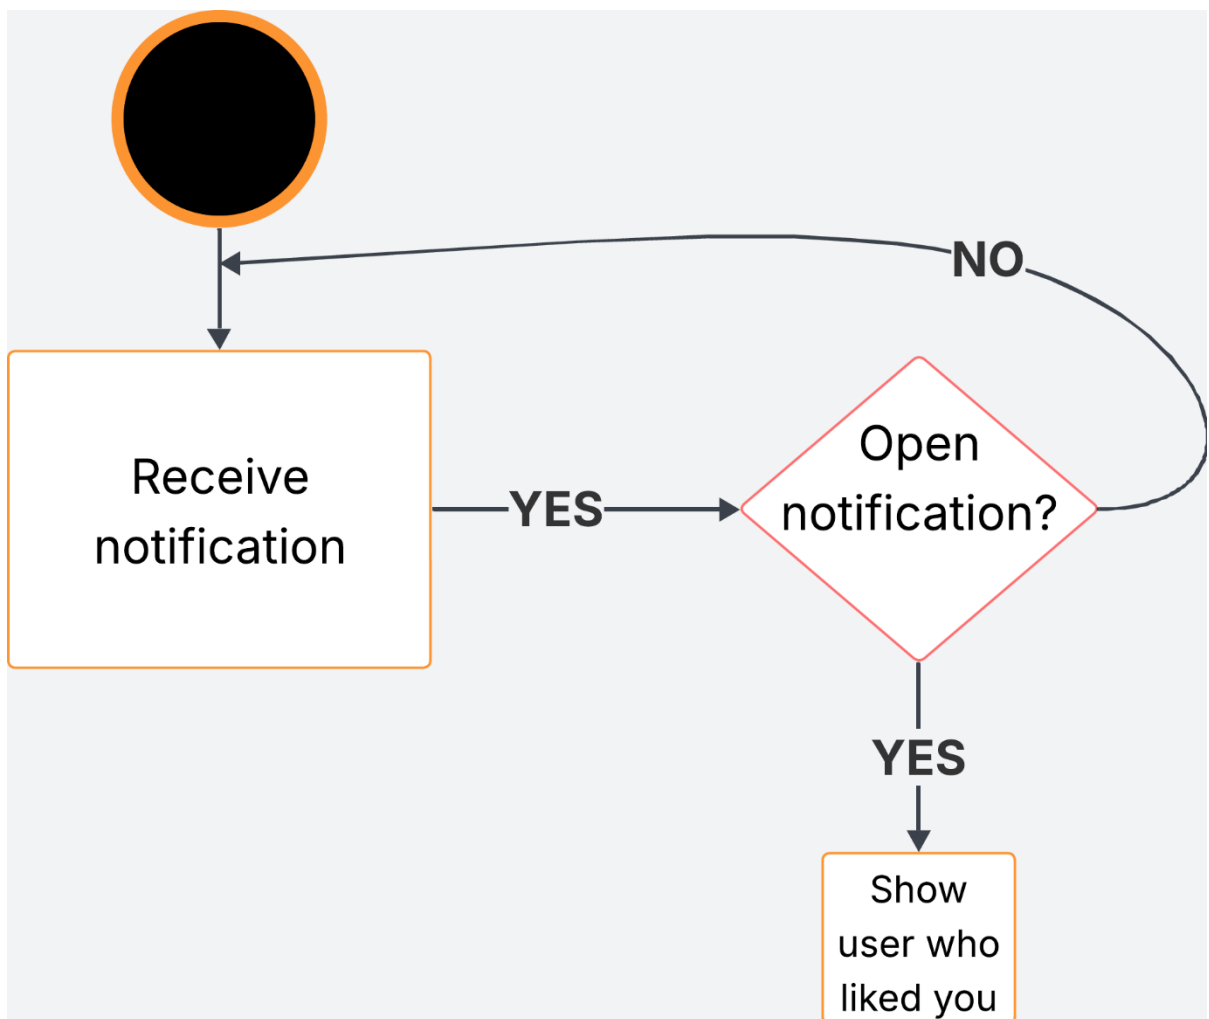 NO
Receive
notification
YES
Open
notification?
YES
Show
user who
liked you